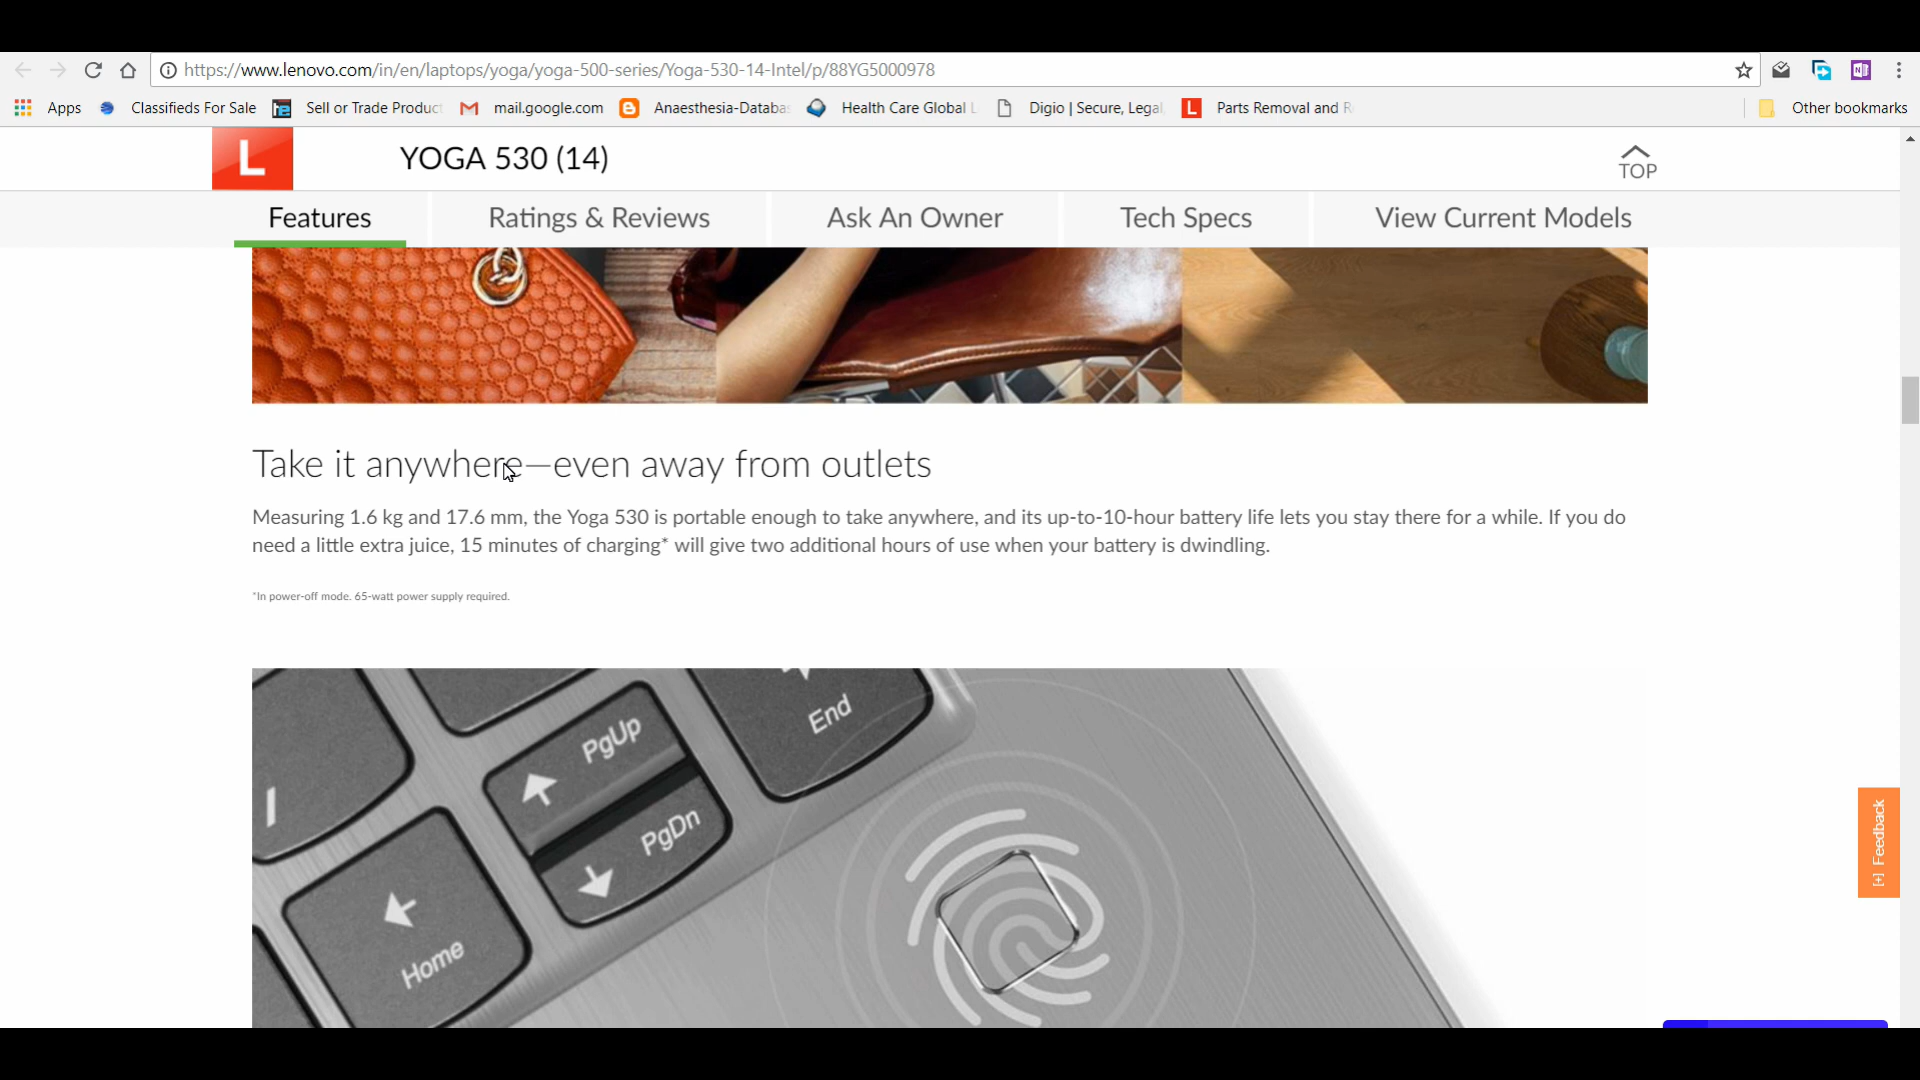 https://www.lenovo.com/in/en/laptops/yoga/yoga-500-series/Yoga-530-14-Intel/p/88YG5000978
Apps Classifieds For Sale Sell or Trade Product mail.google.com Anaesthesia-Databa Health Care Global Digio | Secure, Legal Parts Removal and Other bookmarks
L YOGA 530 (14) TOP
Features Ratings & Reviews Ask An Owner Tech Specs View Current Models
Take it anywhere—even away from outlets
Measuring 1.6 kg and 17.6 mm, the Yoga 530 is portable enough to take anywhere, and its up-to-10-hour battery life lets you stay there for a while. If you do
need a little extra juice, 15 minutes of charging* will give two additional hours of use when your battery is dwindling.
*In power-off mode. 65-watt power supply required.
PgUp
End
PgDn
Home
[+] Feedback